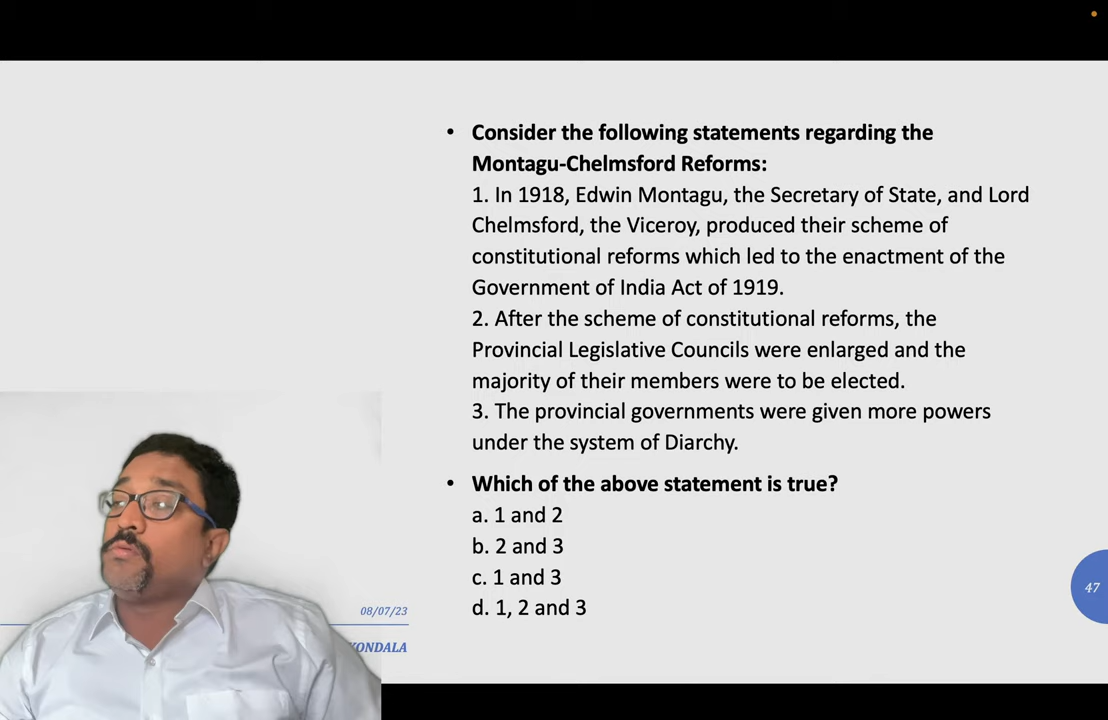 • Consider the following statements regarding the
Montagu-Chelmsford Reforms:
1. In 1918, Edwin Montagu, the Secretary of State, and Lord
Chelmsford, the Viceroy, produced their scheme of
constitutional reforms which led to the enactment of the
Government of India Act of 1919.
2. After the scheme of constitutional reforms, the
Provincial Legislative Councils were enlarged and the
majority of their members were to be elected.
3. The provincial governments were given more powers
under the system of Diarchy.
• Which of the above statement is true?
a. 1 and 2
b. 2 and 3
c. 1 and 3
d. 1, 2 and 3
47
08/07/23